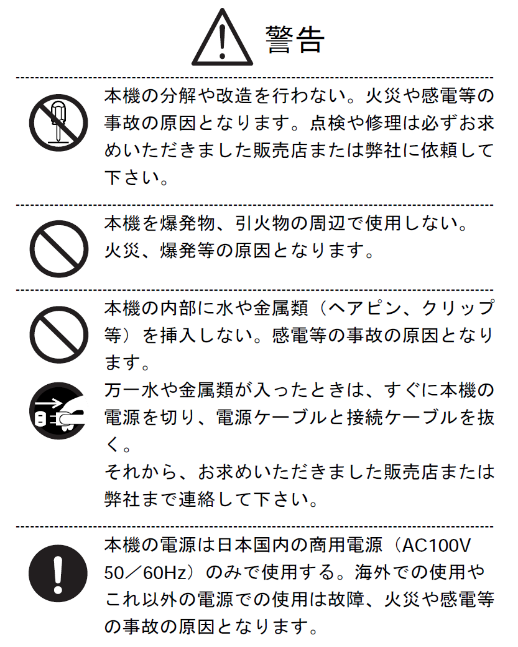 警告
本機の分解や改造を行わない。火災や感電等の
事故の原因となります。点検や修理は必ずお求
めいただきました販売店または弊社に依頼して
下さい。
本機を爆発物、引火物の周辺で使用しない。
火災、爆発等の原因となります。
本機の内部に水や金属類（ヘアピン、クリップ
等）を挿入しない。感電等の事故の原因となり
ます。
万一水や金属類が入ったときは、すぐに本機の
電源を切り、電源ケーブルと接続ケーブルを抜
く。
それから、お求めいただきました販売店または
弊社まで連絡して下さい。
本機の電源は日本国内の商用電源（AC100V
50／60Hz）のみで使用する。海外での使用や
これ以外の電源での使用は故障、火災や感電等
の事故の原因となります。